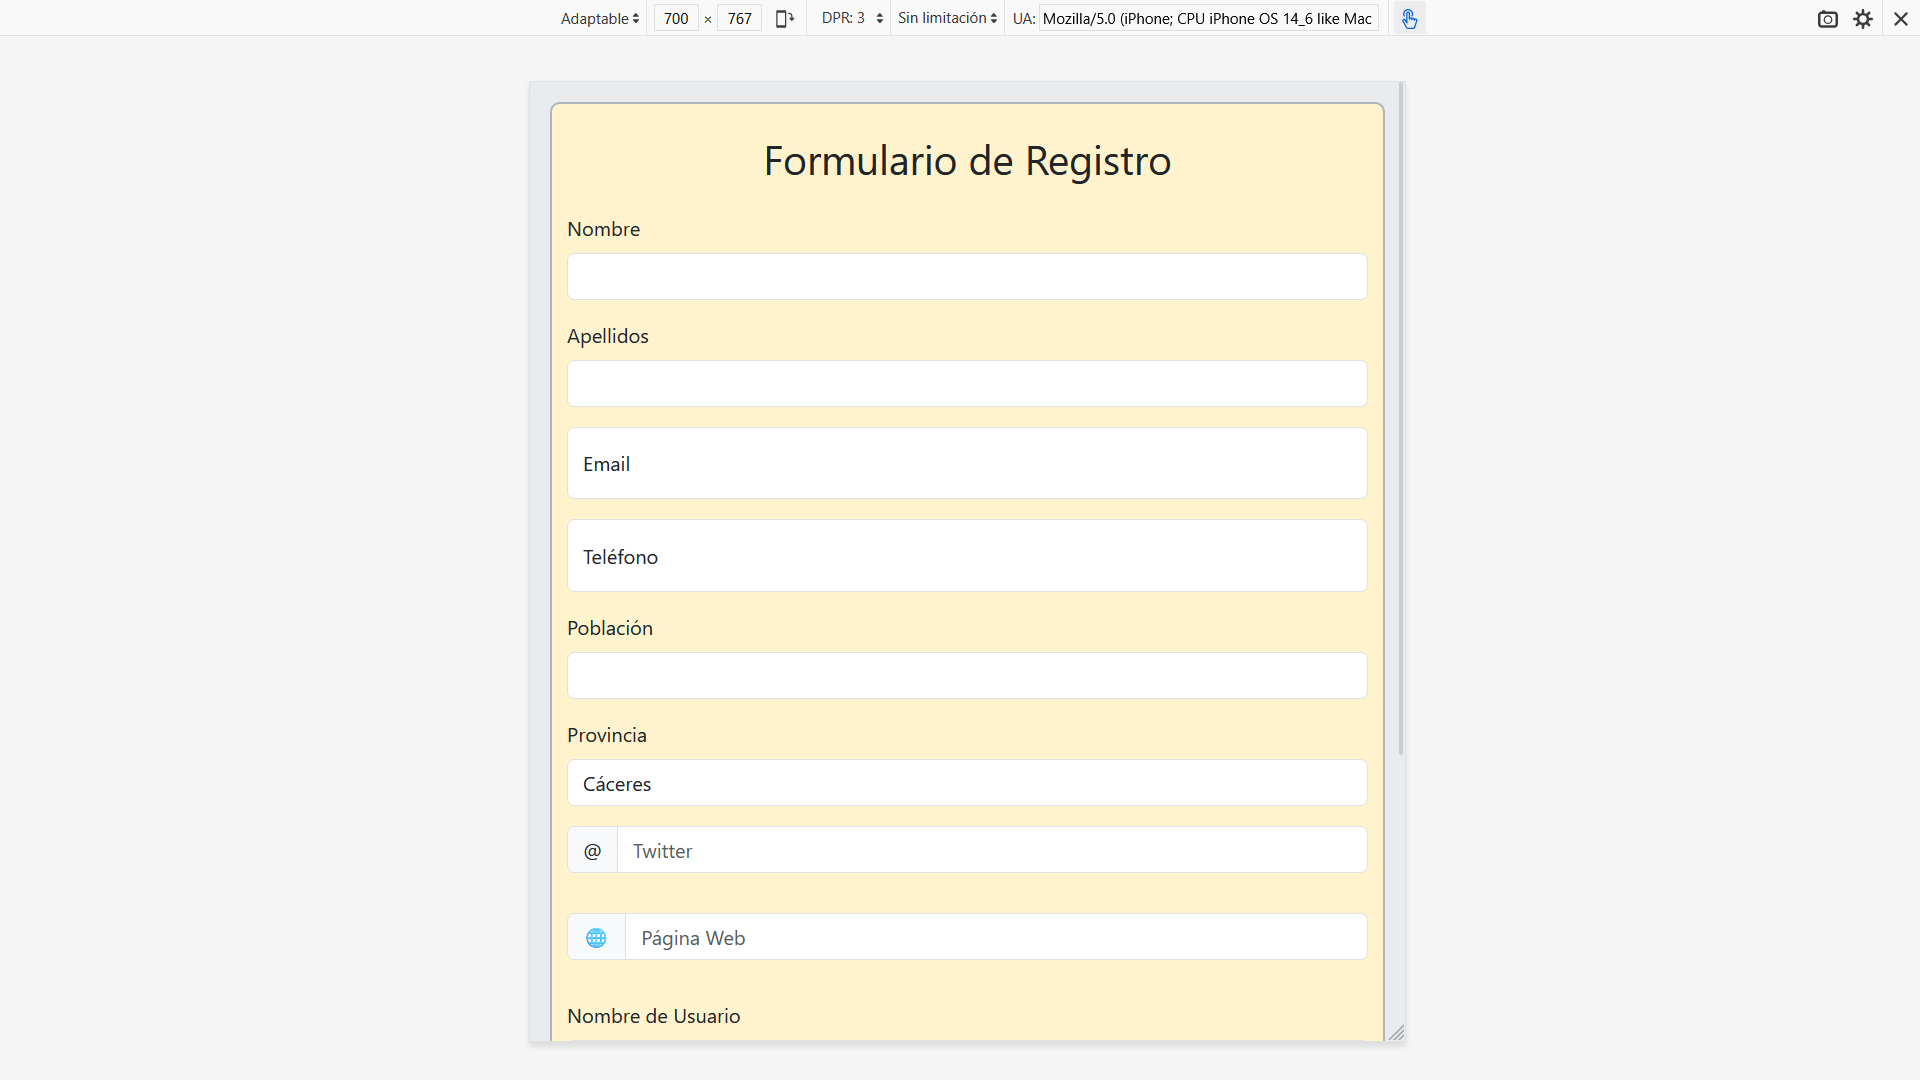 Adaptable 700 × 767 DPR: 3 Sin limitación UA: Mozilla/5.0 (iPhone; CPU iPhone OS 14_6 like Mac
Formulario de Registro
Nombre
Apellidos
Email
Teléfono
Población
Provincia
Cáceres
@ Twitter
Página Web
Nombre de Usuario